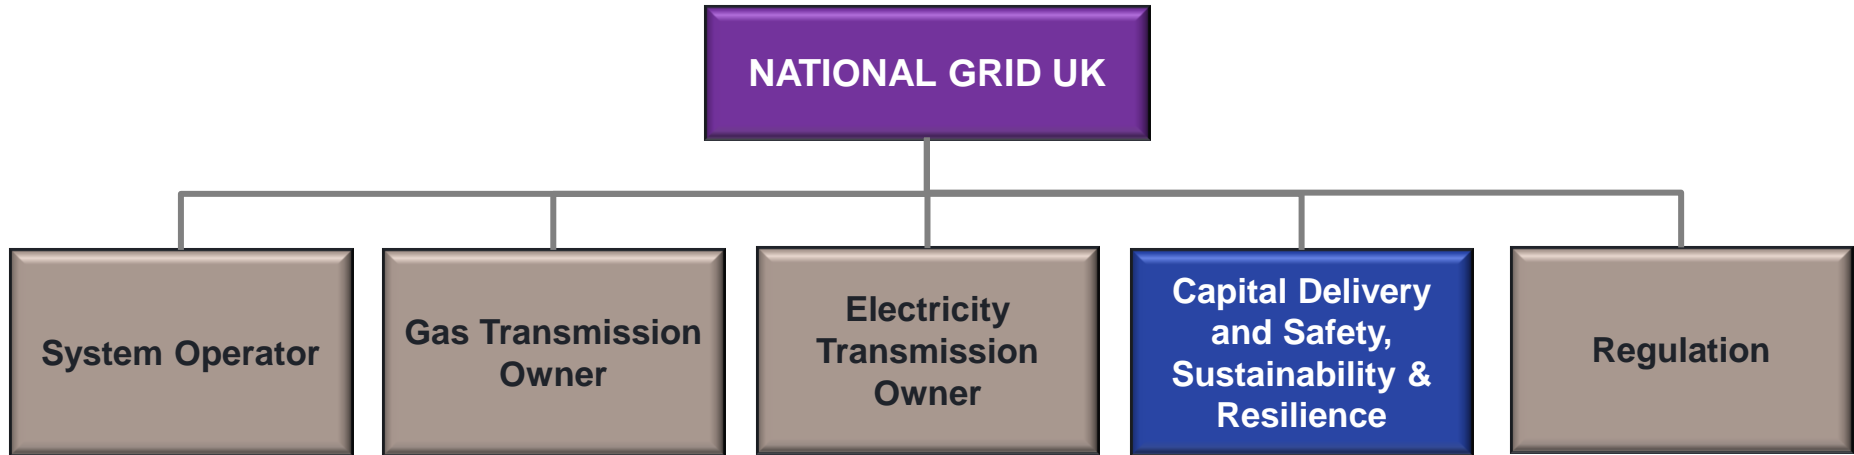 NATIONAL GRID UK
System Operator
Gas Transmission
Owner
Electricity
Transmission
Owner
Capital Delivery
and Safety,
Sustainability &
Resilience
Regulation